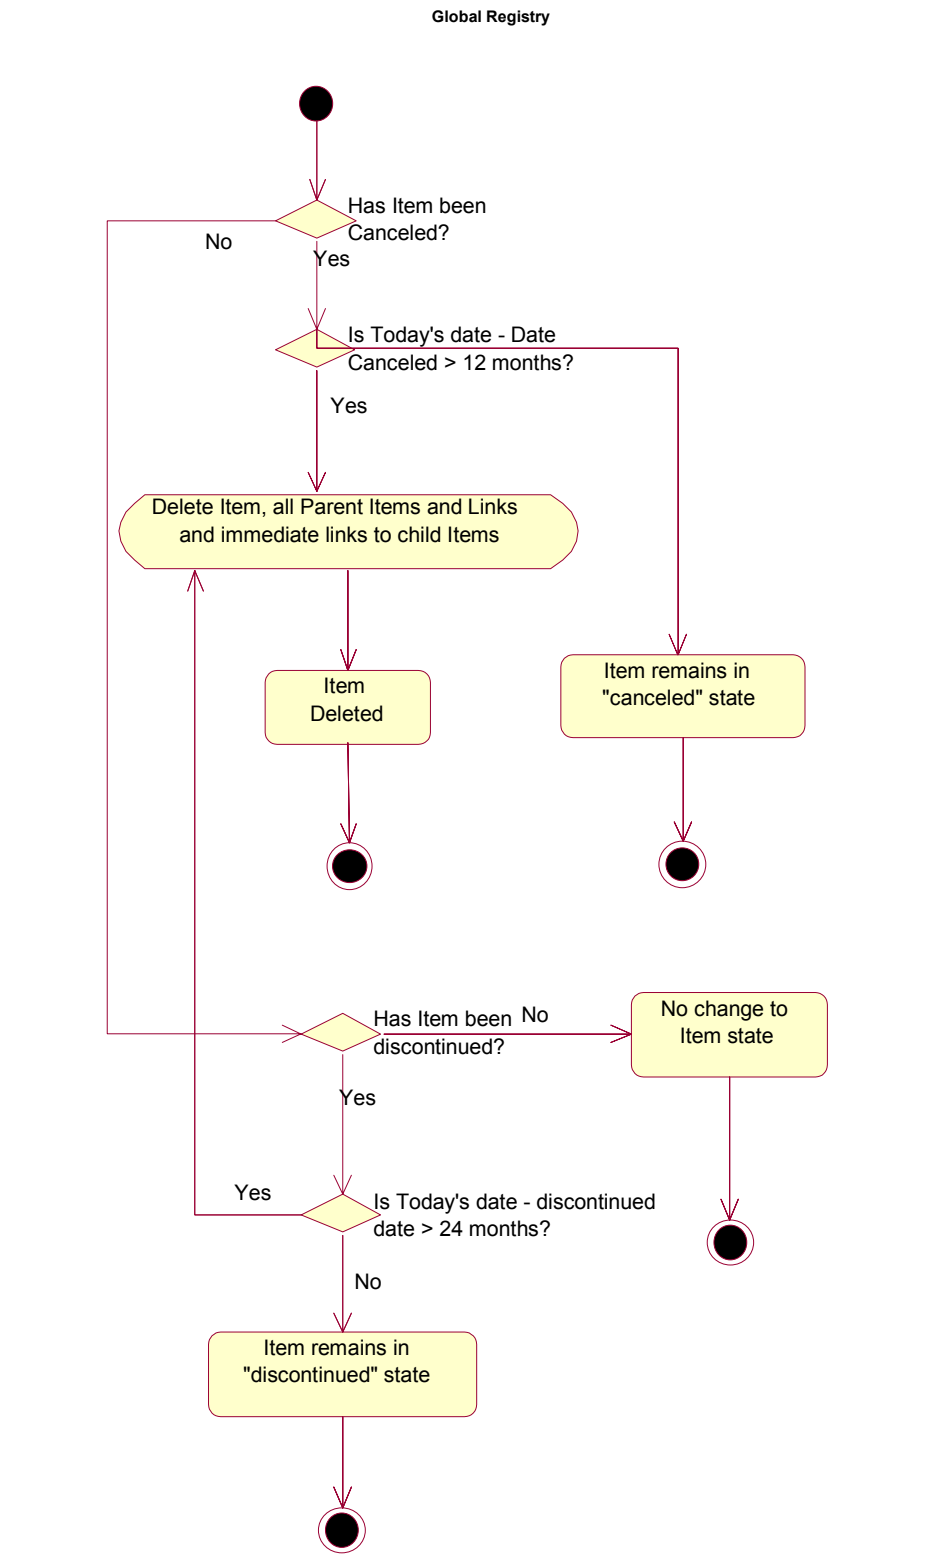 Global Registry
Has Item been
Canceled?
No
Yes
Is Today's date - Date
Canceled > 12 months?
Yes
Delete Item, all Parent Items and Links
and immediate links to child Items
Item
Deleted
Item remains in
"canceled" state
No change to
Item state
Has Item been
discontinued?
No
Yes
Yes
Is Today's date - discontinued
date > 24 months?
No
Item remains in
"discontinued" state